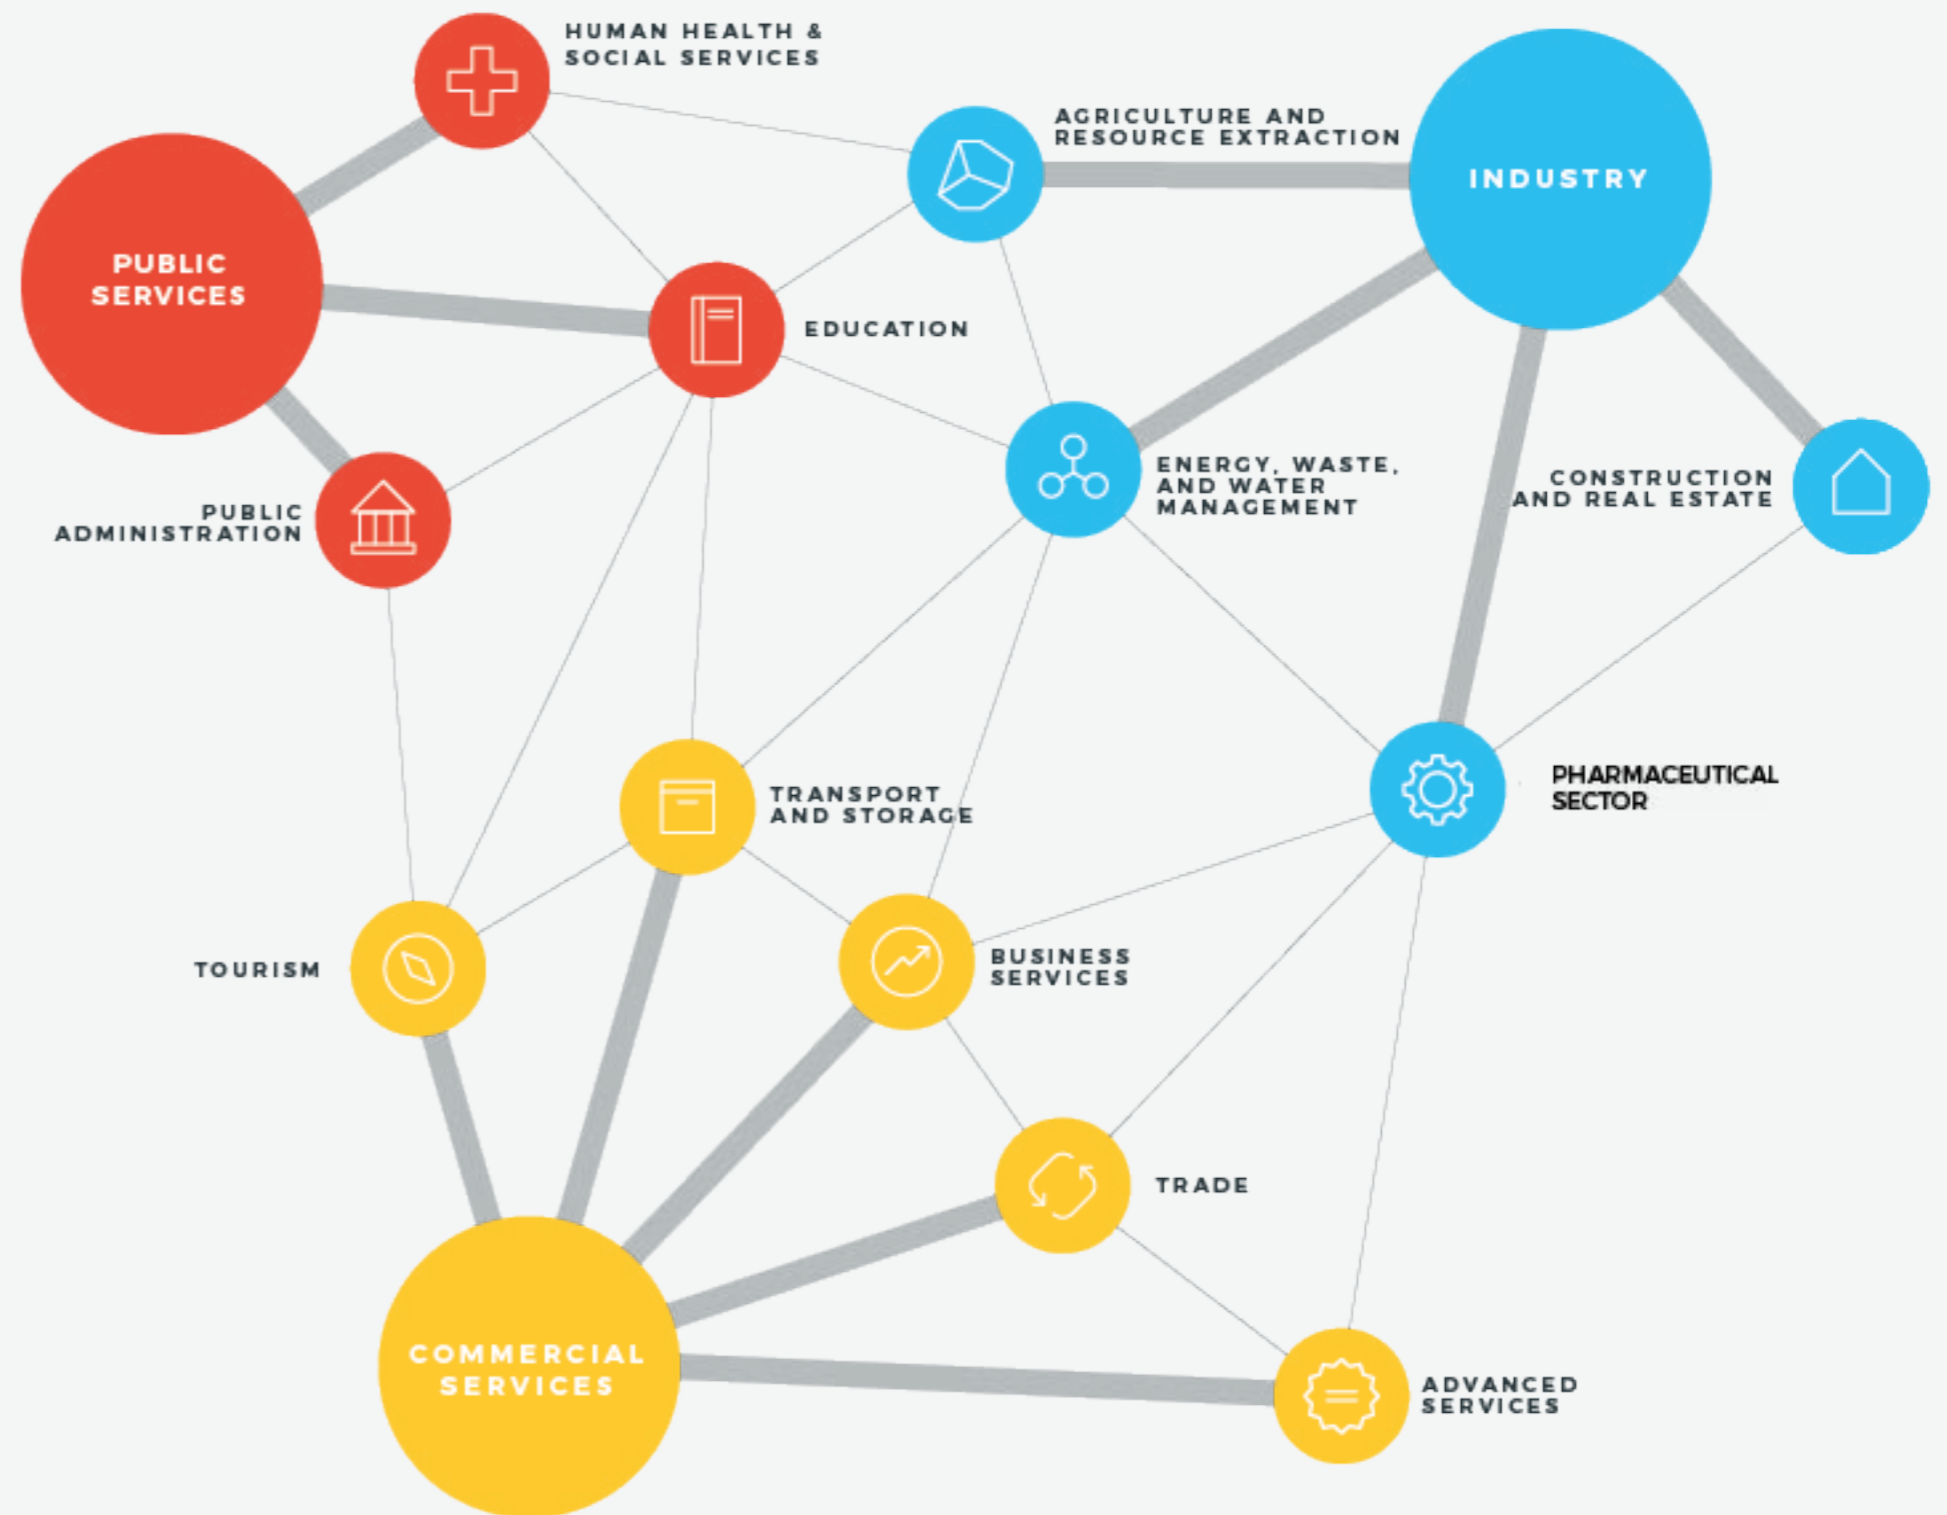 HUMAN HEALTH &
SOCIAL SERVICES
AGRICULTURE AND
RESOURCE EXTRACTION
INDUSTRY
PUBLIC
SERVICES
EDUCATION
ENERGY, WASTE,
AND WATER
MANAGEMENT
CONSTRUCTION
AND REAL ESTATE
PUBLIC
ADMINISTRATION
TRANSPORT
AND STORAGE
PHARMACEUTICAL
SECTOR
TOURISM
BUSINESS
SERVICES
TRADE
COMMERCIAL
SERVICES
ADVANCED
SERVICES